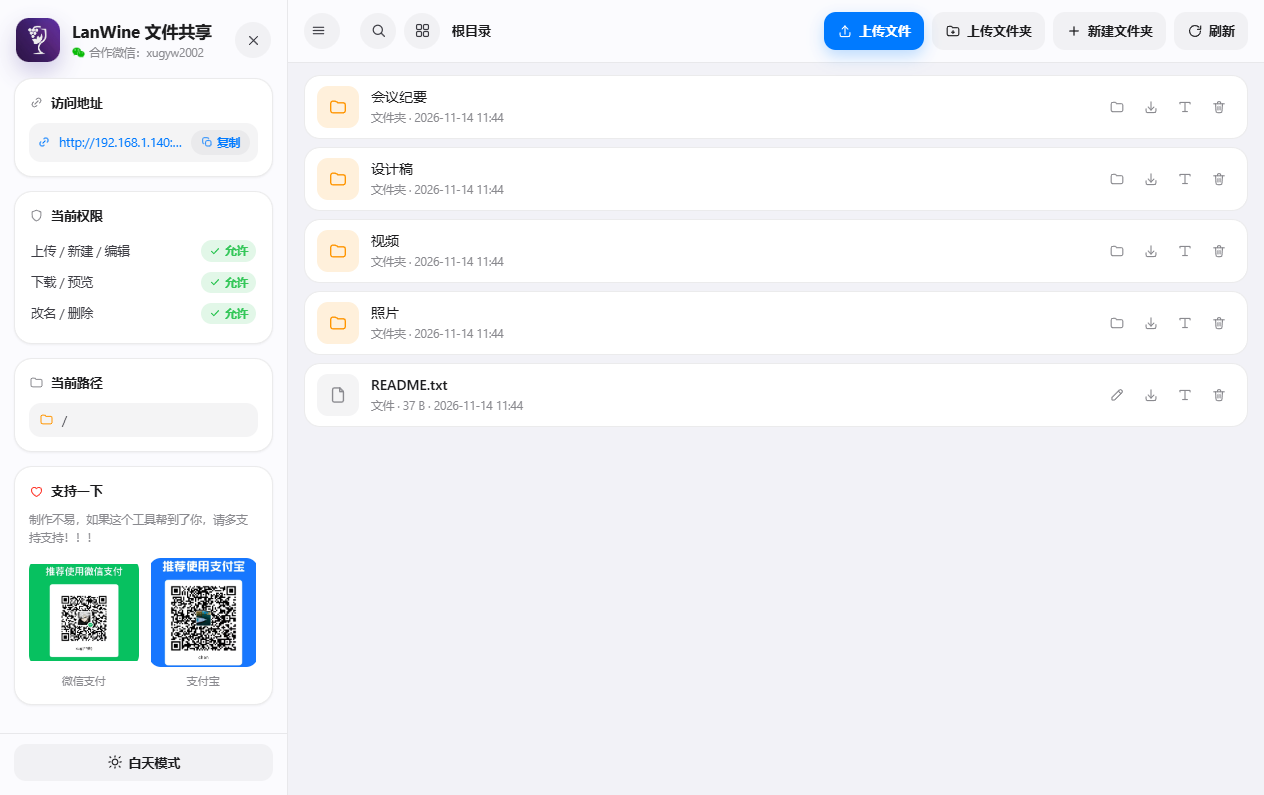 LanWine 文件共享
合作微信：xugyw2002
访问地址
http://192.168.1.140:...
复制
当前权限
上传 / 新建 / 编辑
允许
下载 / 预览
允许
改名 / 删除
允许
当前路径
/
支持一下
制作不易，如果这个工具帮到了你，请多支
持支持！！！
推荐使用微信支付
推荐使用支付宝
微信支付
支付宝
白天模式
根目录
上传文件
上传文件夹
新建文件夹
刷新
会议纪要
文件夹 · 2026-11-14 11:44
设计稿
文件夹 · 2026-11-14 11:44
视频
文件夹 · 2026-11-14 11:44
照片
文件夹 · 2026-11-14 11:44
README.txt
文件 · 37 B · 2026-11-14 11:44